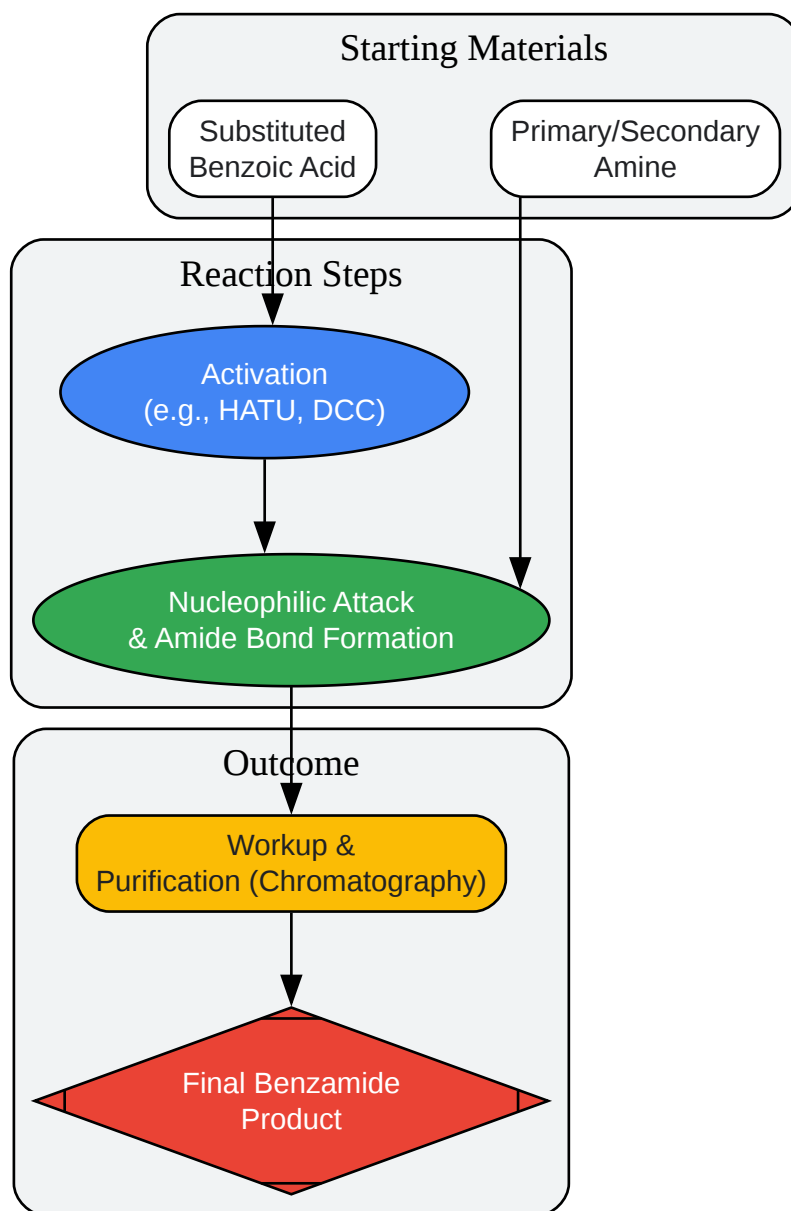 Starting Materials
Substituted
Benzoic Acid
Primary/Secondary
Amine
Reaction Steps
Activation
(e.g., HATU, DCC)
Nucleophilic Attack
& Amide Bond Formation
Outcome
Workup &
Purification (Chromatography)
Final Benzamide
Product